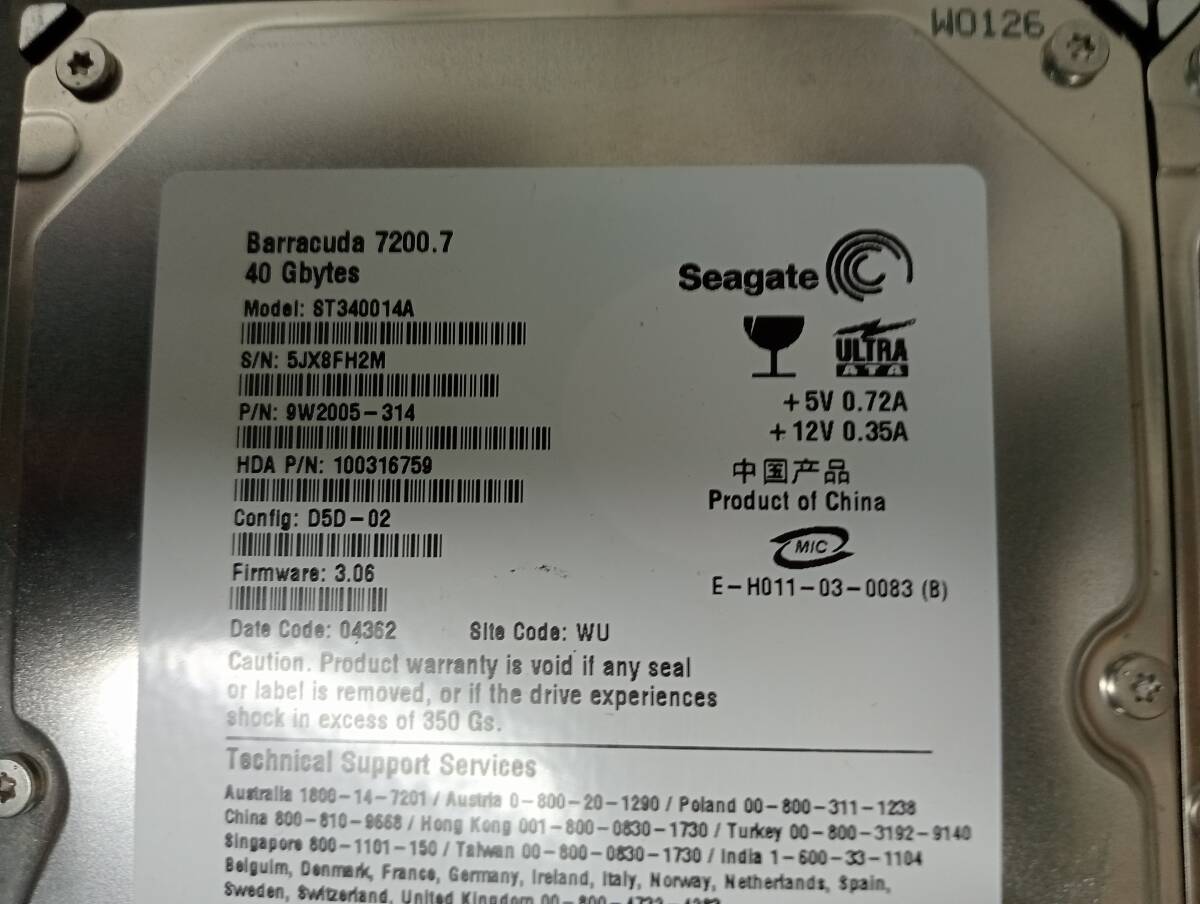 W0126
Barracuda 7200.7
40 Gbytes
Model: ST340014A
S/N: 5JX8FH2M
P/N: 9W2005-314
HDA P/N: 100316759
Config: D5D-02
Firmware: 3.06
Date Code: 04362 Site Code: WU
Seagate
ULTRA
ATA
+5V 0.72A
+12V 0.35A
中国产品
Product of China
MIC
E-H011-03-0083 (B)
Caution. Product warranty is void if any seal
or label is removed, or if the drive experiences
shock in excess of 350 Gs.
Technical Support Services
Australia 1800-14-7201 / Austria 0-800-20-1290 / Poland 00-800-311-1238
China 800-810-9668 / Hong Kong 001-800-0830-1730 / Turkey 00-800-3192-9140
Singapore 800-1101-150 / Taiwan 00-800-0830-1730 / India 1-600-33-1104
Belguim, Denmark, France, Germany, Ireland, Italy, Norway, Netherlands, Spain,
Sweden, Switzerland, United Kingdom